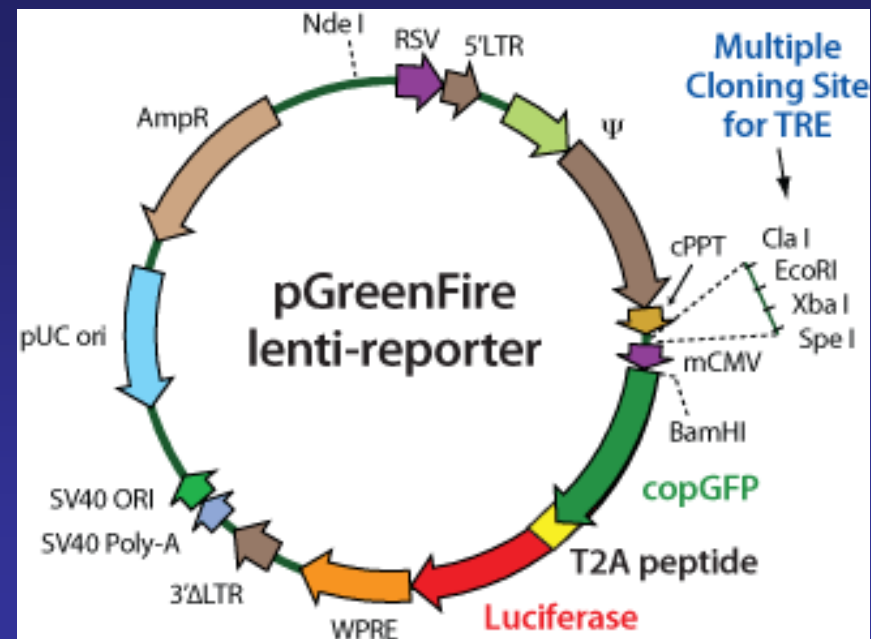 Nde I
RSV
5'LTR
Multiple
Cloning Site
for TRE
AmpR
Ψ
cPPT
Cla I
EcoRI
Xba I
Spe I
pGreenFire
lenti-reporter
pUC ori
mCMV
BamHI
copGFP
SV40 ORI
SV40 Poly-A
T2A peptide
3'ΔLTR
Luciferase
WPRE